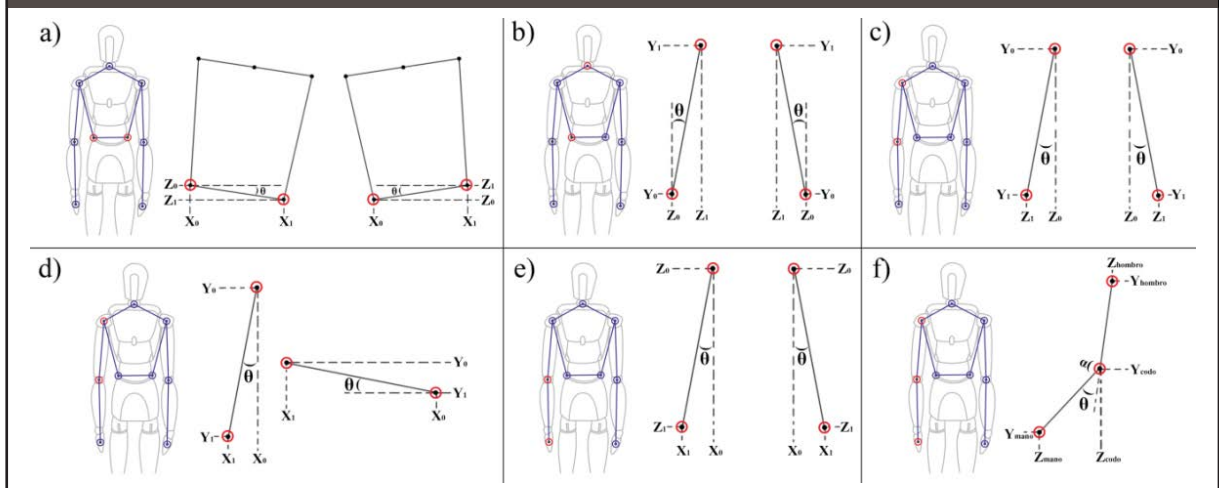 a)
Z₀ Z₁
θ θ
Z₁ Z₀
X₀ X₁ X₀ X₁
b)
Y₁ Y₁
θ θ
Y₀ Y₀
Z₀ Z₁ Z₁ Z₀
c)
Y₀ Y₀
θ θ
Y₁ Y₁
Z₁ Z₀ Z₀ Z₁
d)
Y₀
Y₀
θ θ
Y₁
X₁ X₀
Y₁
X₁ X₀
e)
Z₀ Z₀
θ θ
Z₁ Z₁
X₁ X₀ X₀ X₁
f)
Zhombro
Yhombro
α
Ycodo
θ
Ymano
Zmano Zcodo